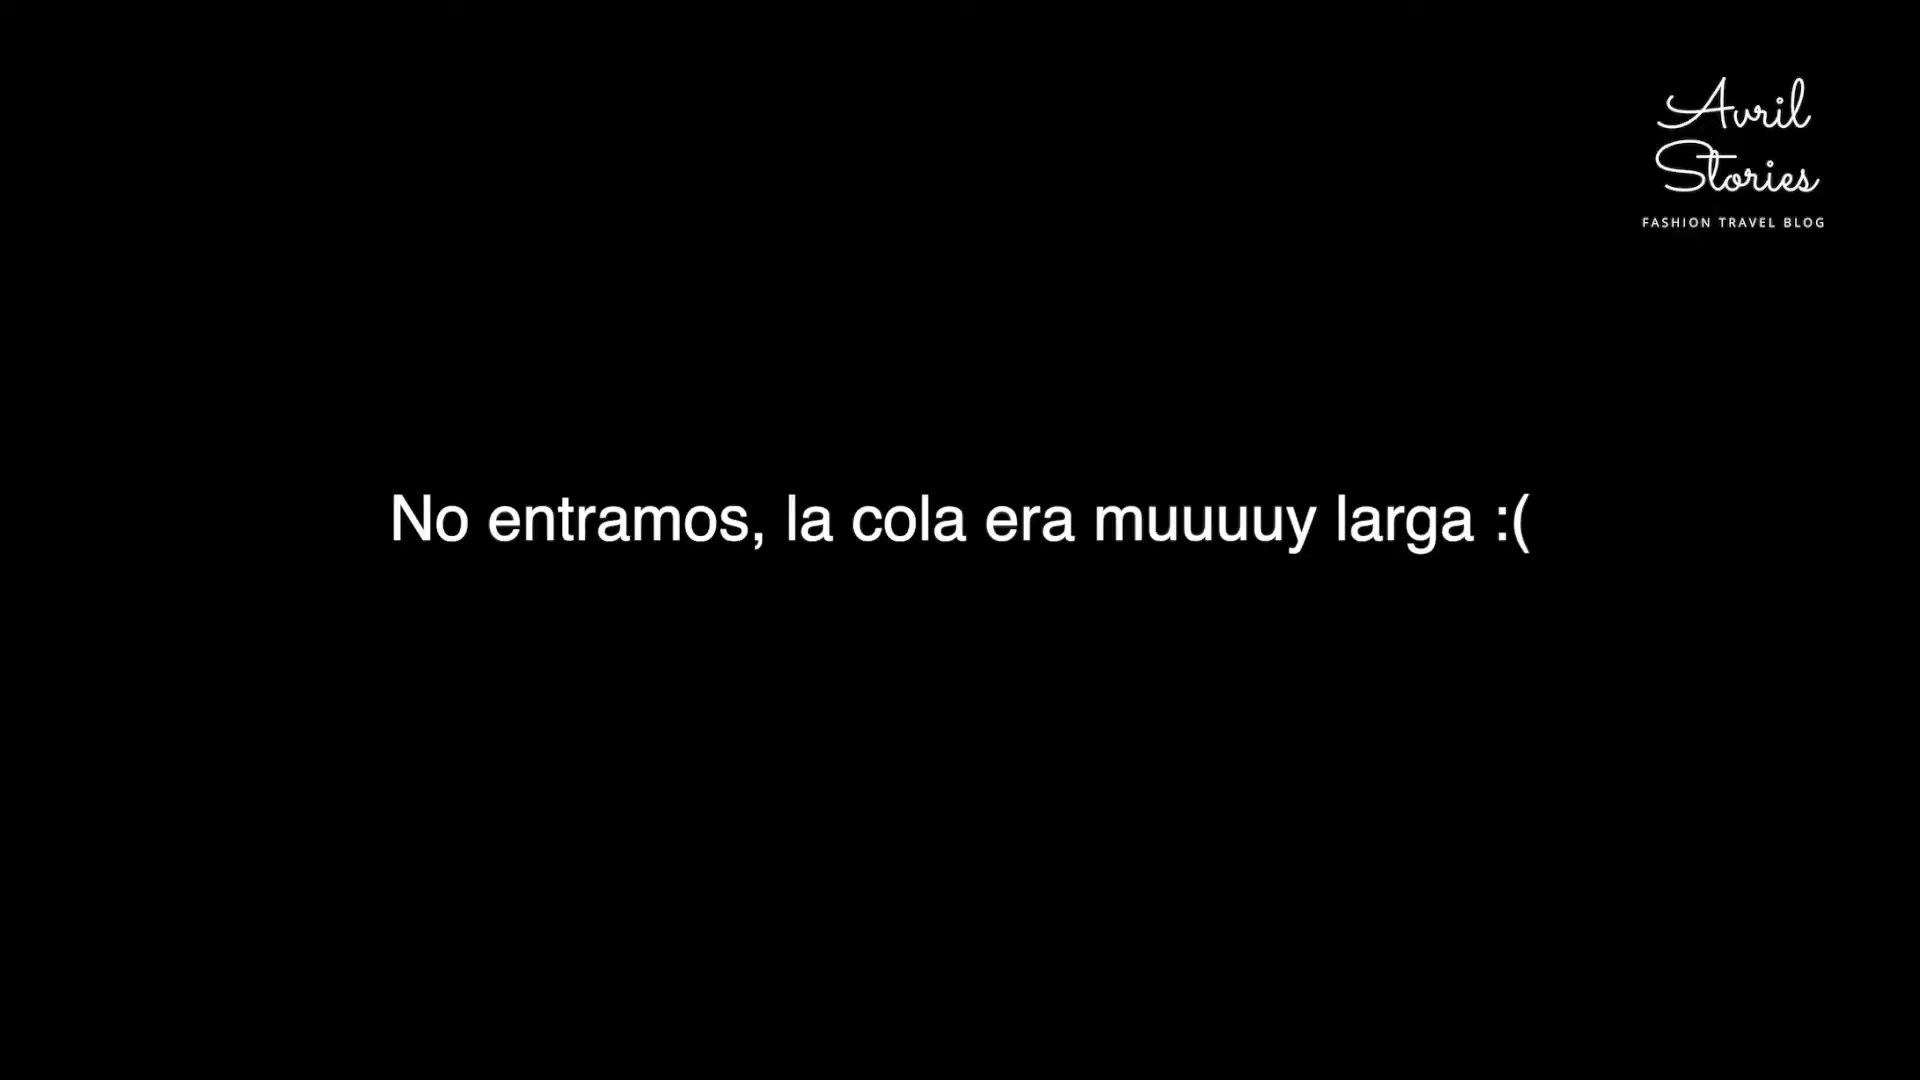 Avril
Stories
FASHION TRAVEL BLOG
No entramos, la cola era muuuuy larga :(